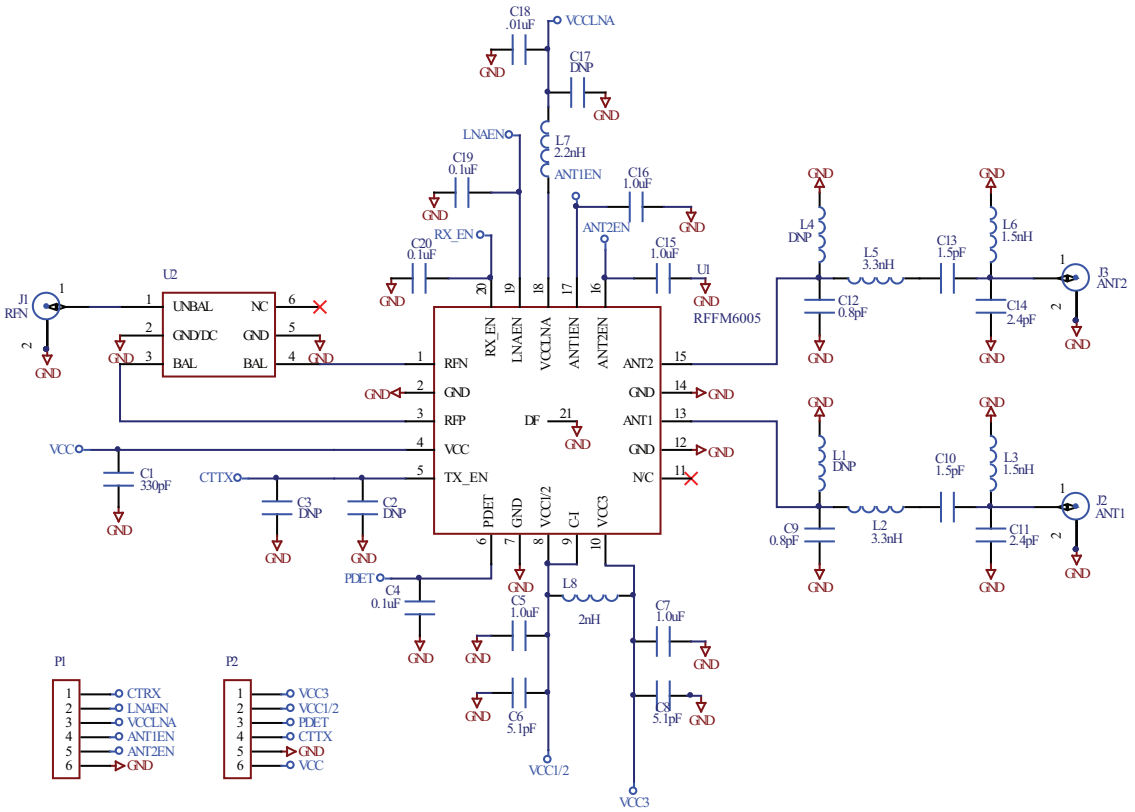 C18
.01uF
VCCLNA
GND
C17
DNP
GND
LNAEN
L7
2.2nH
C19
0.1uF
ANT1EN
C16
1.0uF
GND
GND
RX_EN
C20
0.1uF
ANT2EN
C15
1.0uF
GND
GND
U1
RFFM6005
GND
L4
DNP
L5
3.3nH
C13
1.5pF
GND
L6
1.5nH
C12
0.8pF
GND
C14
2.4pF
GND
1
2
J3
ANT2
GND
J1
RFN
1
2
GND
U2
1
UNBAL
NC
6
2
GND/DC
GND
5
3
BAL
BAL
4
GND
GND
20
19
18
17
16
RX_EN
LNAEN
VCCLNA
ANT1EN
ANT2EN
1
RFN
GND
2
GND
3
RFP
4
VCC
5
TX_EN
ANT2
15
GND
14
GND
ANT1
13
GND
12
GND
N/C
11
DF
21
GND
PDET
GND
VCC1/2
C-I
VCC3
6
7
8
9
10
VCC
C1
330pF
GND
CTTX
C3
DNP
GND
C2
DNP
GND
GND
L1
DNP
L2
3.3nH
C10
1.5pF
GND
L3
1.5nH
C9
0.8pF
GND
C11
2.4pF
GND
1
2
J2
ANT1
GND
PDET
C4
0.1uF
GND
GND
L8
2nH
C5
1.0uF
GND
C7
1.0uF
GND
GND
C6
5.1pF
C8
5.1pF
GND
VCC1/2
VCC3
P1
1
CTRX
2
LNAEN
3
VCCLNA
4
ANT1EN
5
ANT2EN
6
GND
P2
1
VCC3
2
VCC1/2
3
PDET
4
CTTX
5
GND
6
VCC